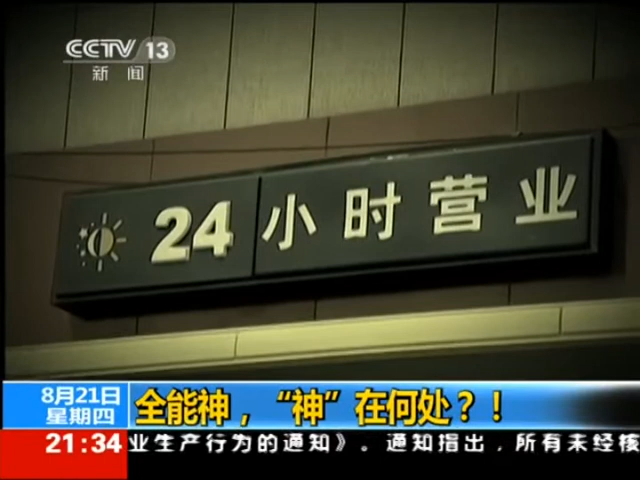 CCTV 13
新闻
24小时营业
8月21日
星期四
全能神，“神”在何处？！
21:34
业生产行为的通知》。通知指出，所有未经核